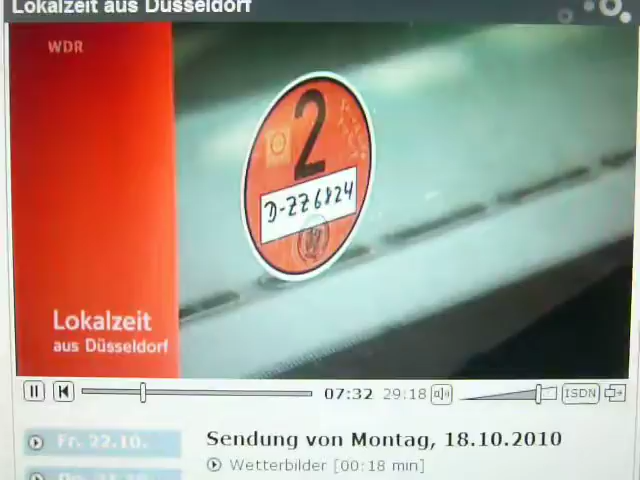 Lokalzeit aus Düsseldorf
WDR
2
D-ZZ6824
Lokalzeit
aus Düsseldorf
07:32 29:18 ISDN
Fr. 22.10.
Sendung von Montag, 18.10.2010
Wetterbilder [00:18 min]